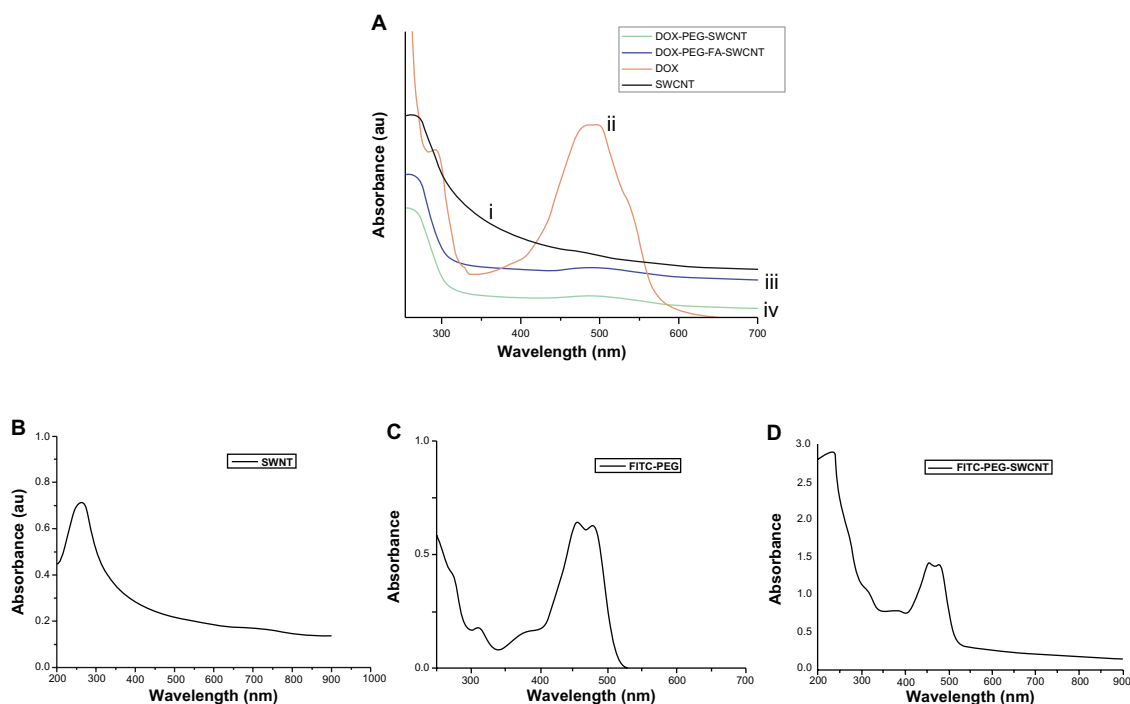 A
DOX-PEG-SWCNT
DOX-PEG-FA-SWCNT
DOX
SWCNT
i
ii
iii
iv
Absorbance (au)
300 400 500 600 700
Wavelength (nm)
B
SWNT
1.0
0.8
0.6
0.4
0.2
0.0
Absorbance (au)
200 300 400 500 600 700 800 900 1000
Wavelength (nm)
C
FITC-PEG
1.0
0.5
0.0
Absorbance
300 400 500 600 700
Wavelength (nm)
D
FITC-PEG-SWCNT
3.0
2.5
2.0
1.5
1.0
0.5
0.0
Absorbance
200 300 400 500 600 700 800 900
Wavelength (nm)